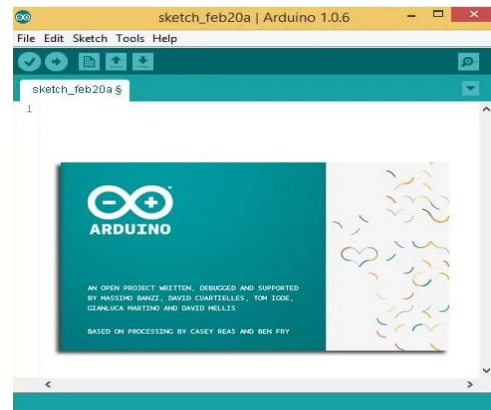 sketch_feb20a | Arduino 1.0.6
File Edit Sketch Tools Help
sketch_feb20a §
1
ARDUINO
AN OPEN PROJECT WRITTEN, DEBUGGED AND SUPPORTED
BY MASSIMO BANZI, DAVID CUARTIELLES, TOM IGOE,
GIANLUCA MARTINO AND DAVID MELLIS
BASED ON PROCESSING BY CASEY REAS AND BEN FRY